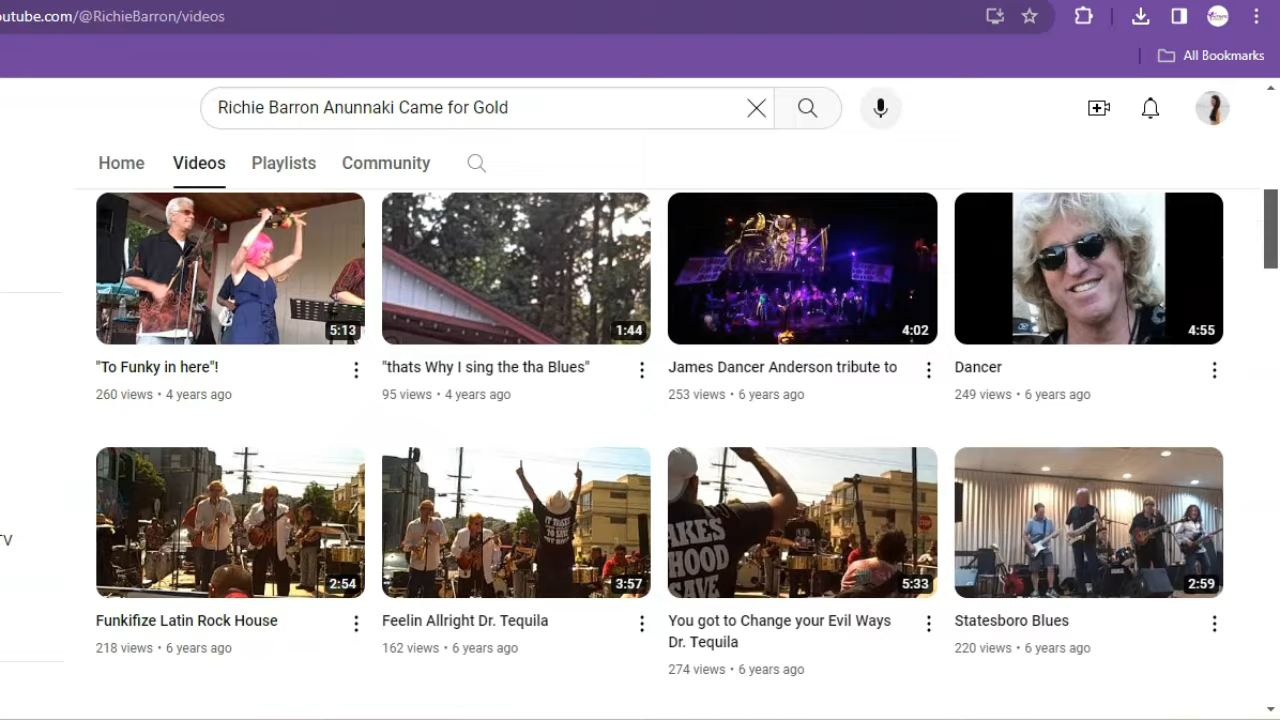 outube.com/@RichieBarron/videos
All Bookmarks
Richie Barron Anunnaki Came for Gold
Home Videos Playlists Community
5:13 1:44 4:02 4:55
"To Funky in here"! "thats Why I sing the tha Blues" James Dancer Anderson tribute to Dancer
260 views • 4 years ago 95 views • 4 years ago 253 views • 6 years ago 249 views • 6 years ago
TV
AKES
HOOD
SAVE
2:54 3:57 5:33 2:59
Funkifize Latin Rock House Feelin Allright Dr. Tequila You got to Change your Evil Ways Statesboro Blues
Dr. Tequila
218 views • 6 years ago 162 views • 6 years ago 220 views • 6 years ago
274 views • 6 years ago